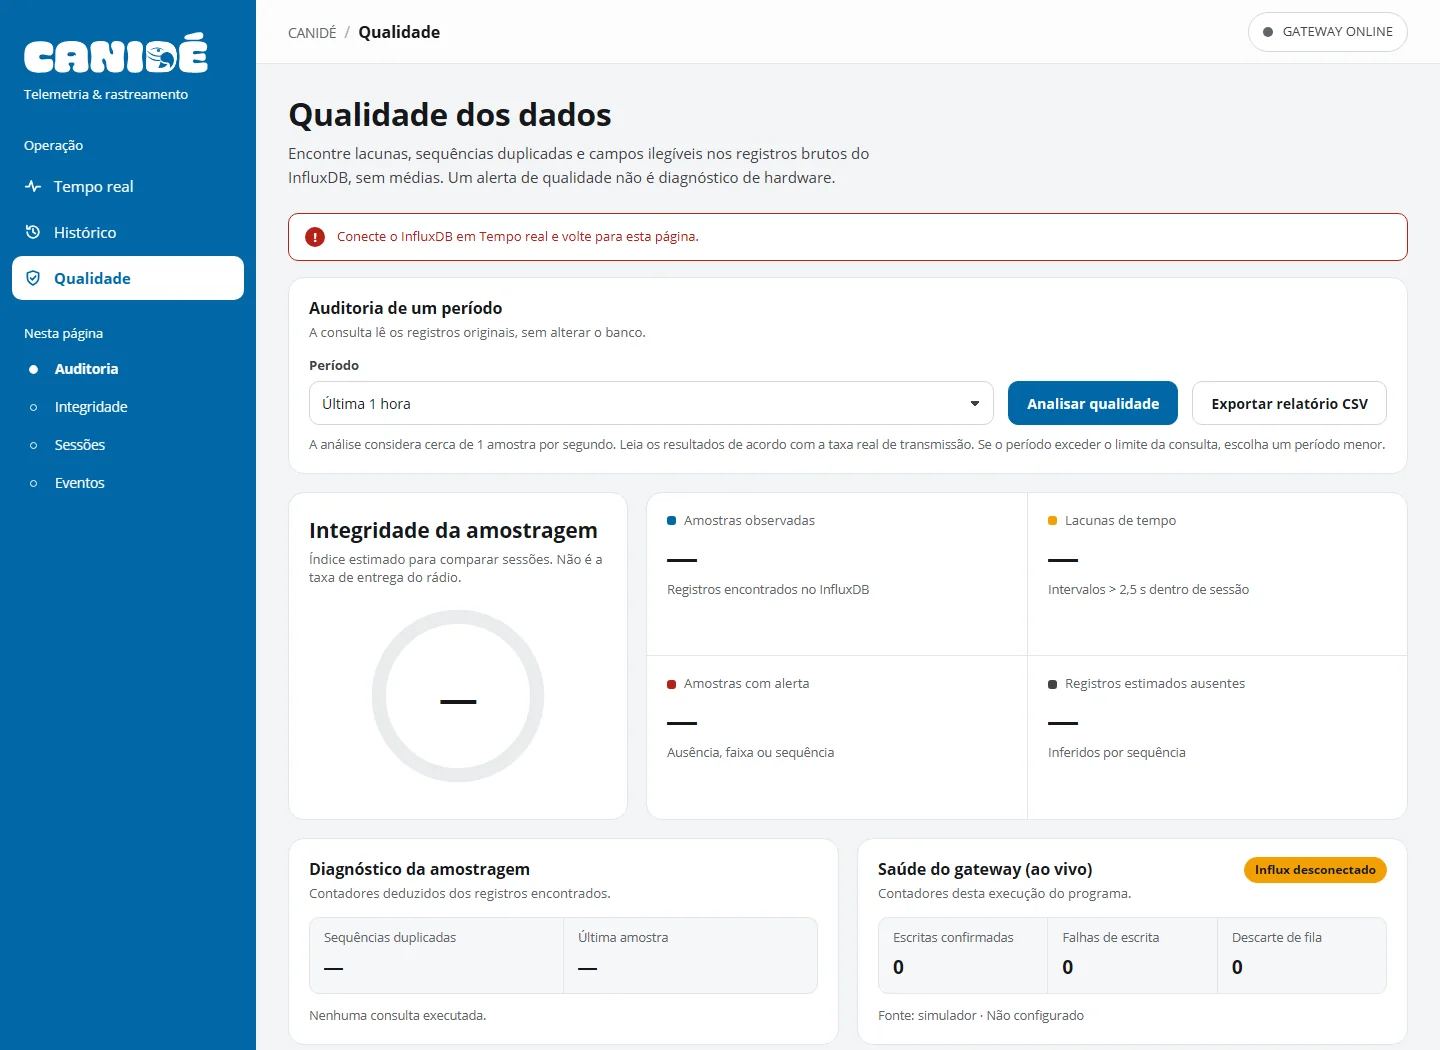 CANIDÉ
Telemetria & rastreamento
Operação
Tempo real
Histórico
Qualidade
Nesta página
Auditoria
Integridade
Sessões
Eventos
CANIDÉ / Qualidade
GATEWAY ONLINE
Qualidade dos dados
Encontre lacunas, sequências duplicadas e campos ilegíveis nos registros brutos do
InfluxDB, sem médias. Um alerta de qualidade não é diagnóstico de hardware.
! Conecte o InfluxDB em Tempo real e volte para esta página.
Auditoria de um período
A consulta lê os registros originais, sem alterar o banco.
Período
Última 1 hora
Analisar qualidade
Exportar relatório CSV
A análise considera cerca de 1 amostra por segundo. Leia os resultados de acordo com a taxa real de transmissão. Se o período exceder o limite da consulta, escolha um período menor.
Integridade da amostragem
Índice estimado para comparar sessões. Não é a
taxa de entrega do rádio.
—
Amostras observadas
—
Registros encontrados no InfluxDB
Lacunas de tempo
—
Intervalos > 2,5 s dentro de sessão
Amostras com alerta
—
Ausência, faixa ou sequência
Registros estimados ausentes
—
Inferidos por sequência
Diagnóstico da amostragem
Contadores deduzidos dos registros encontrados.
Sequências duplicadas
—
Última amostra
—
Nenhuma consulta executada.
Saúde do gateway (ao vivo)
Influx desconectado
Contadores desta execução do programa.
Escritas confirmadas
0
Falhas de escrita
0
Descarte de fila
0
Fonte: simulador · Não configurado